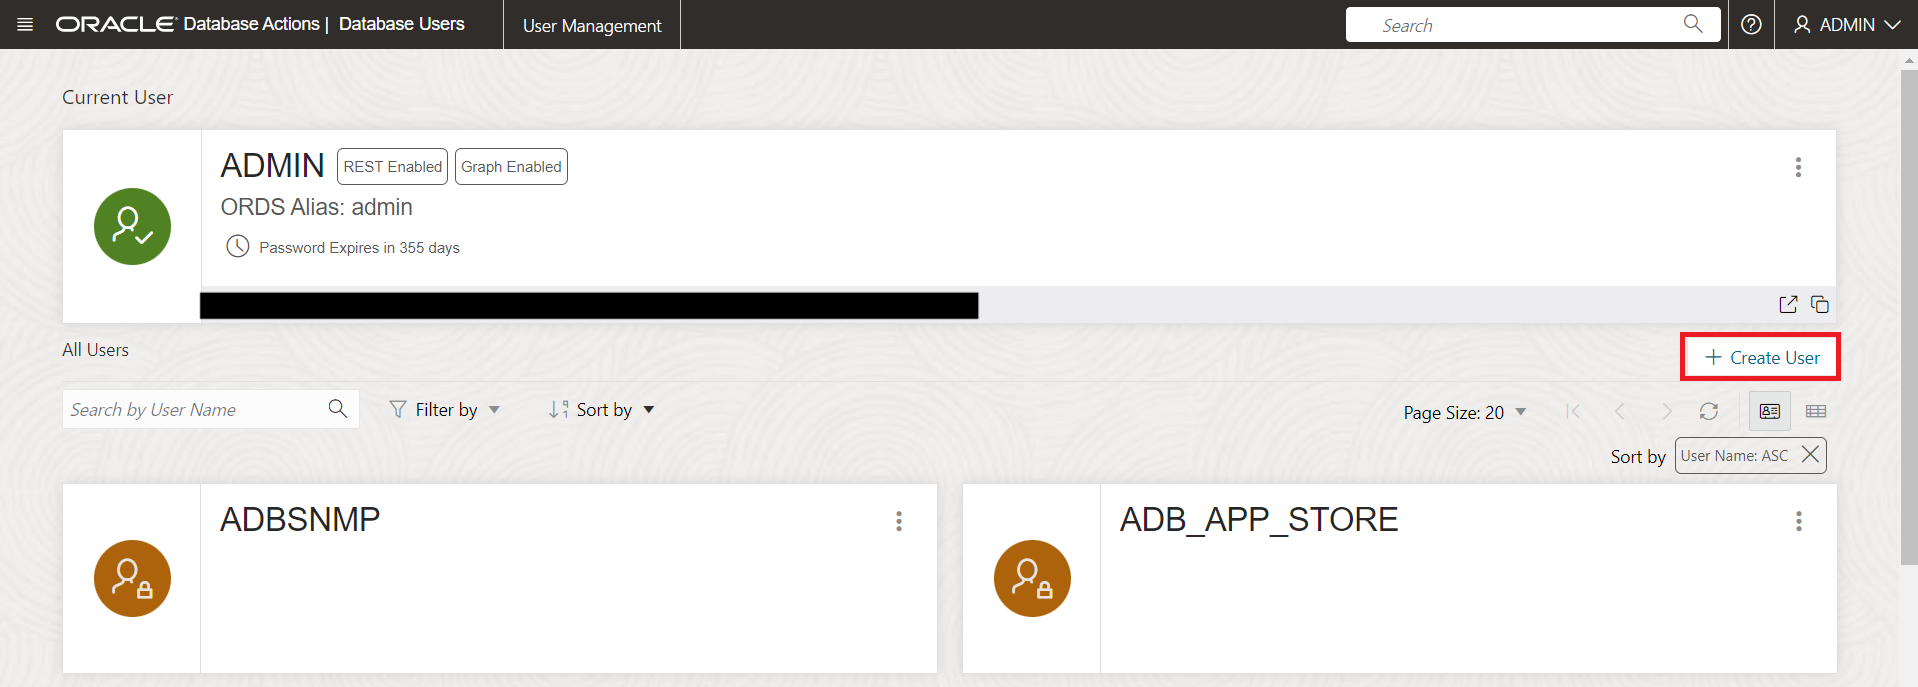 ORACLE Database Actions | Database Users
User Management
Search
ADMIN
Current User
ADMIN REST Enabled Graph Enabled
ORDS Alias: admin
Password Expires in 355 days
All Users
+ Create User
Search by User Name
Filter by
Sort by
Page Size: 20
Sort by User Name: ASC
ADBSNMP
ADB_APP_STORE